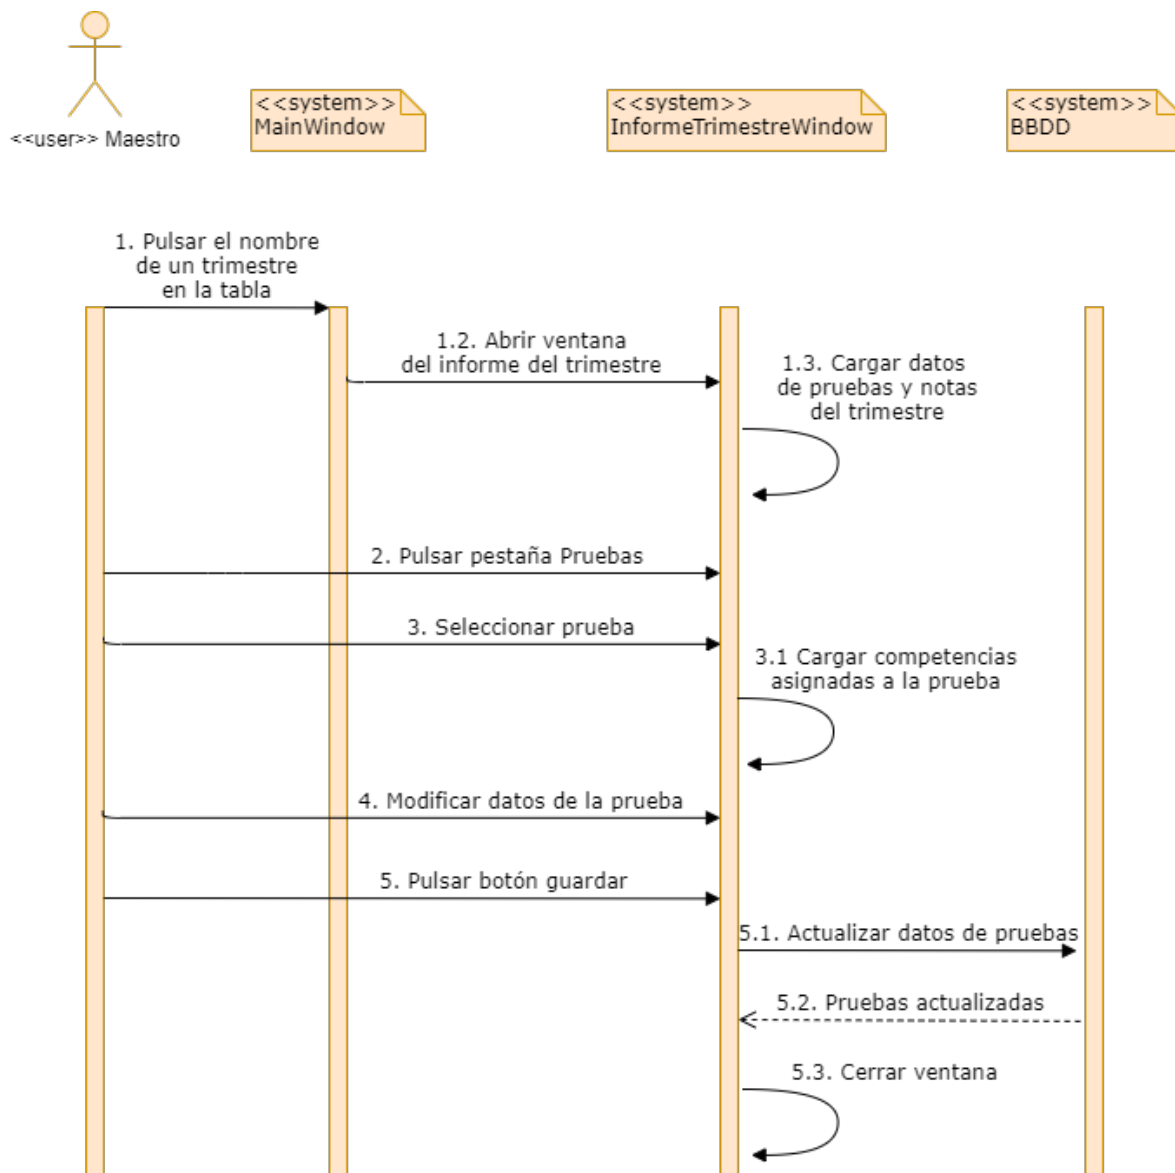 <<user>> Maestro
<<system>>
MainWindow
<<system>>
InformeTrimestreWindow
<<system>>
BBDD
1. Pulsar el nombre
de un trimestre
en la tabla
1.2. Abrir ventana
del informe del trimestre
1.3. Cargar datos
de pruebas y notas
del trimestre
2. Pulsar pestaña Pruebas
3. Seleccionar prueba
3.1 Cargar competencias
asignadas a la prueba
4. Modificar datos de la prueba
5. Pulsar botón guardar
5.1. Actualizar datos de pruebas
5.2. Pruebas actualizadas
5.3. Cerrar ventana